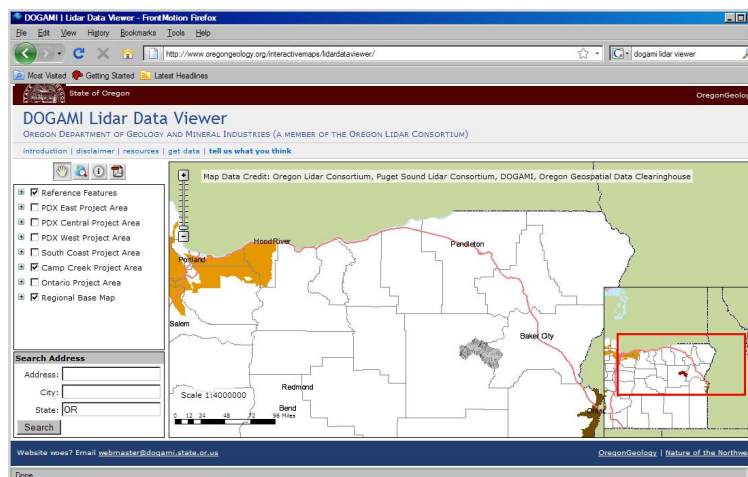 DOGAMI | Lidar Data Viewer - FrontMotion Firefox
File Edit View History Bookmarks Tools Help
http://www.oregongeology.org/interactivemaps/lidardataviewer/
dogami lidar viewer
Most Visited Getting Started Latest Headlines
State of Oregon
OregonGeolog
DOGAMI Lidar Data Viewer
OREGON DEPARTMENT OF GEOLOGY AND MINERAL INDUSTRIES (A MEMBER OF THE OREGON LIDAR CONSORTIUM)
introduction | disclaimer | resources | get data | tell us what you think
Map Data Credit: Oregon Lidar Consortium, Puget Sound Lidar Consortium, DOGAMI, Oregon Geospatial Data Clearinghouse
Reference Features
PDX East Project Area
PDX Central Project Area
PDX West Project Area
South Coast Project Area
Camp Creek Project Area
Ontario Project Area
Regional Base Map
Hood River
Pendleton
Portland
Salem
Baker City
Redmond
Bend
Scale 1:4000000
0 12 24 48 72 96 Miles
Search Address
Address:
City:
State: OR
Search
Website woes? Email webmaster@dogami.state.or.us
OregonGeology | Nature of the Northwe
Done